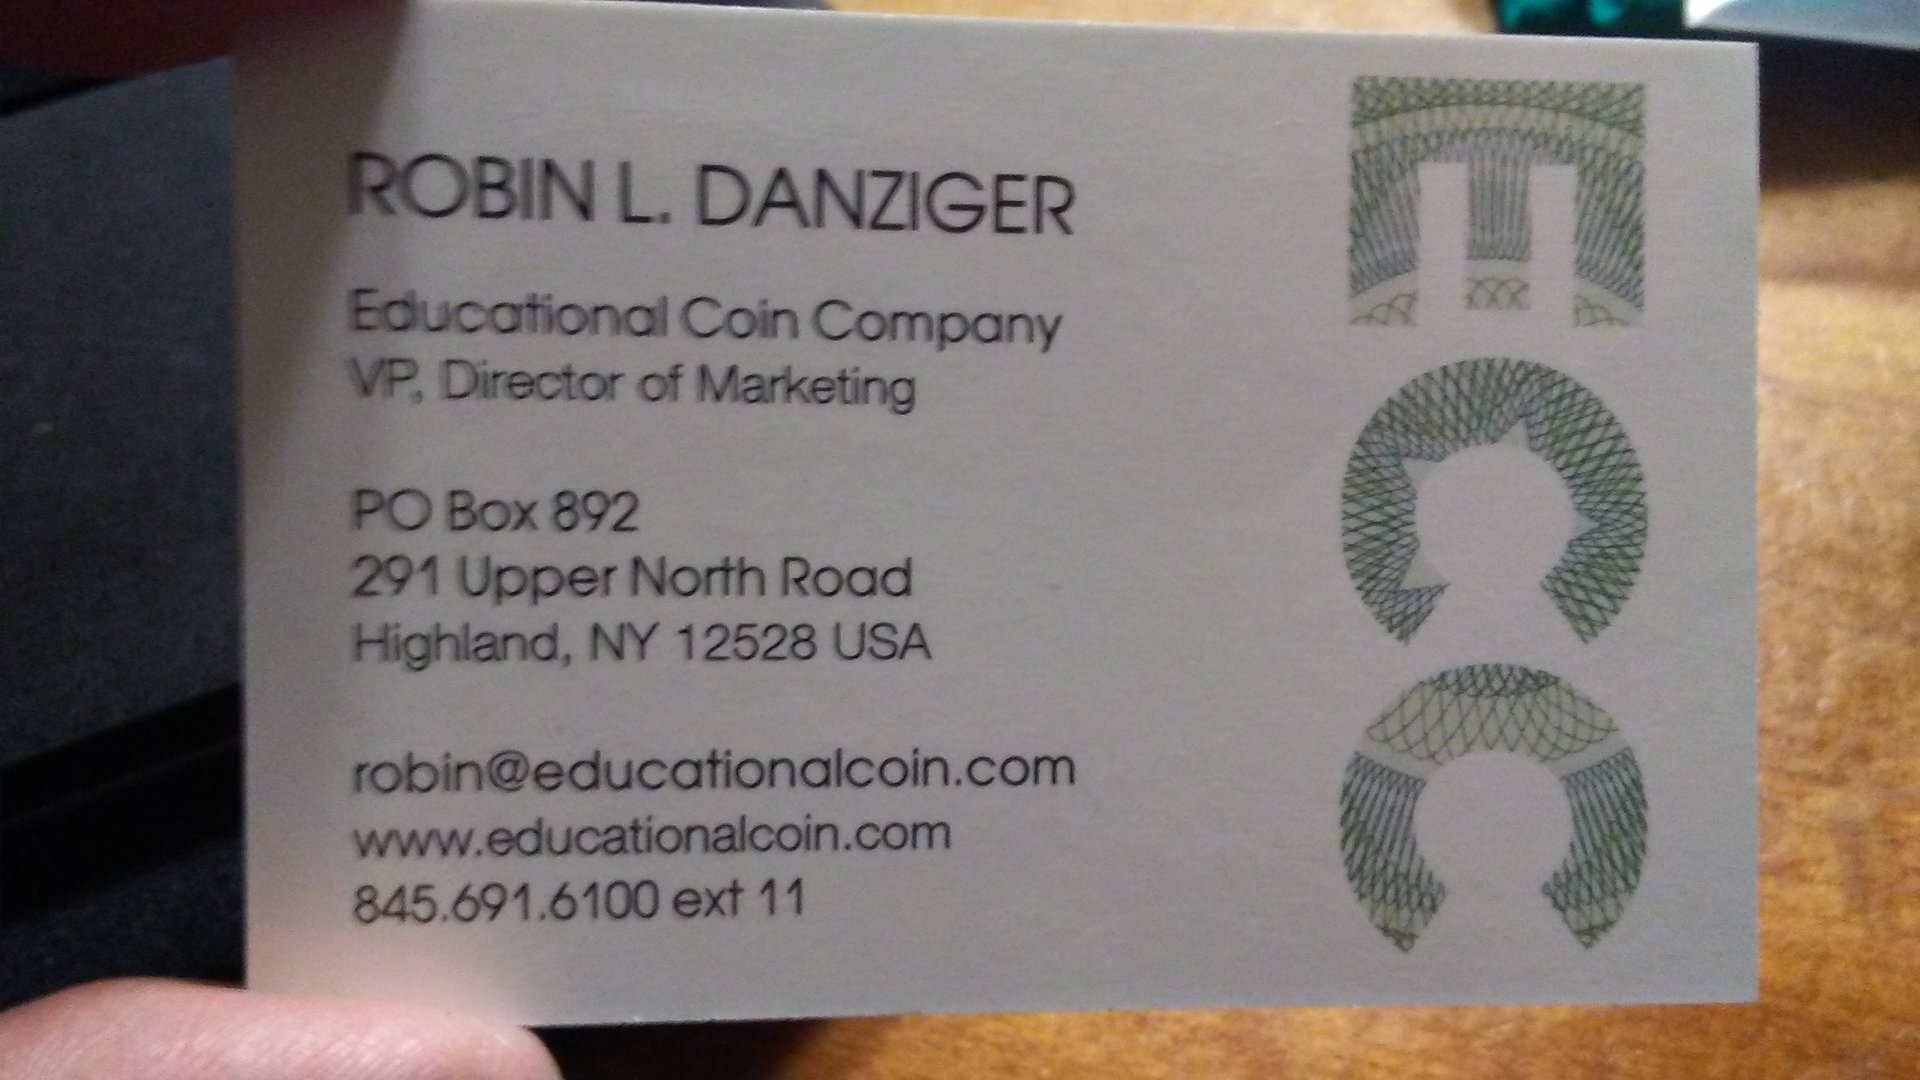 ROBIN L. DANZIGER
Educational Coin Company
VP, Director of Marketing
PO Box 892
291 Upper North Road
Highland, NY 12528 USA
robin@educationalcoin.com
www.educationalcoin.com
845.691.6100 ext 11
ECC